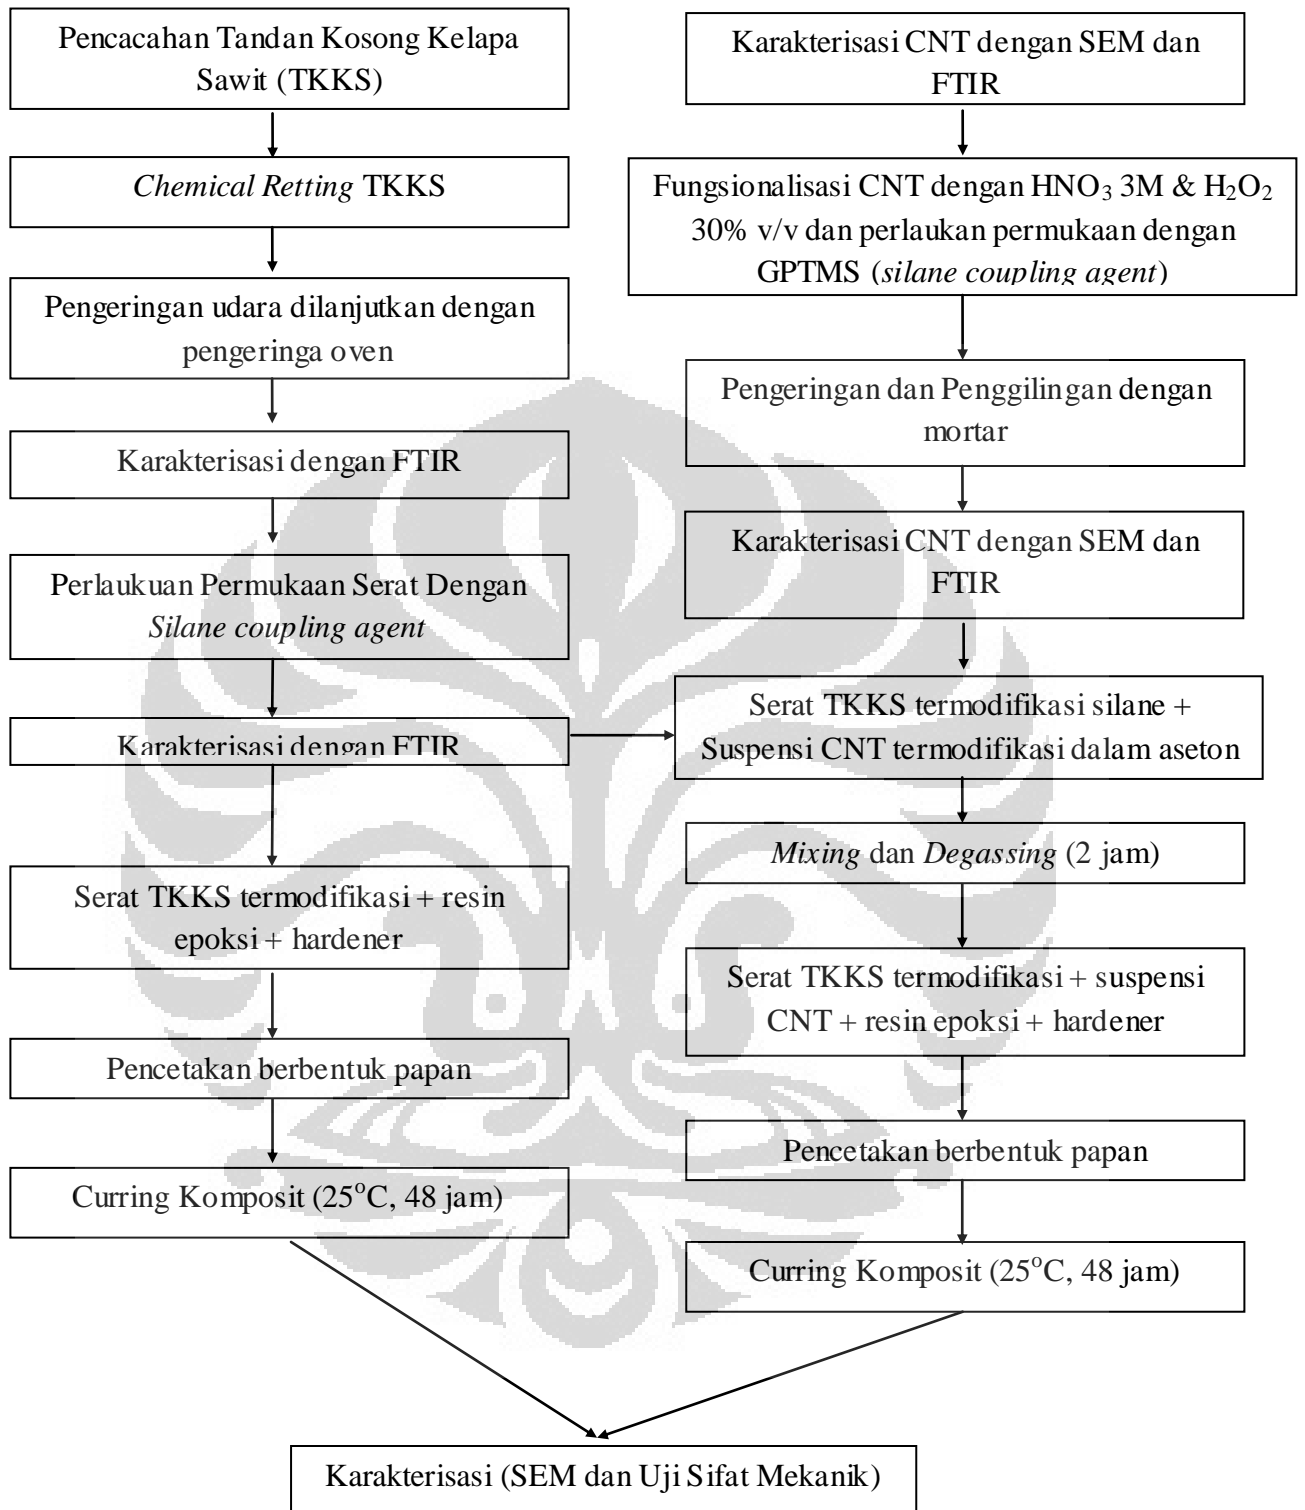 Pencacahan Tandan Kosong Kelapa
Sawit (TKKS)
Chemical Retting TKKS
Pengeringan udara dilanjutkan dengan
pengeringa oven
Karakterisasi dengan FTIR
Perlaukuan Permukaan Serat Dengan
Silane coupling agent
Karakterisasi dengan FTIR
Serat TKKS termodifikasi + resin
epoksi + hardener
Pencetakan berbentuk papan
Curring Komposit (25°C, 48 jam)
Karakterisasi CNT dengan SEM dan
FTIR
Fungsionalisasi CNT dengan HNO₃ 3M & H₂O₂
30% v/v dan perlaukan permukaan dengan
GPTMS (silane coupling agent)
Pengeringan dan Penggilingan dengan
mortar
Karakterisasi CNT dengan SEM dan
FTIR
Serat TKKS termodifikasi silane +
Suspensi CNT termodifikasi dalam aseton
Mixing dan Degassing (2 jam)
Serat TKKS termodifikasi + suspensi
CNT + resin epoksi + hardener
Pencetakan berbentuk papan
Curring Komposit (25°C, 48 jam)
Karakterisasi (SEM dan Uji Sifat Mekanik)